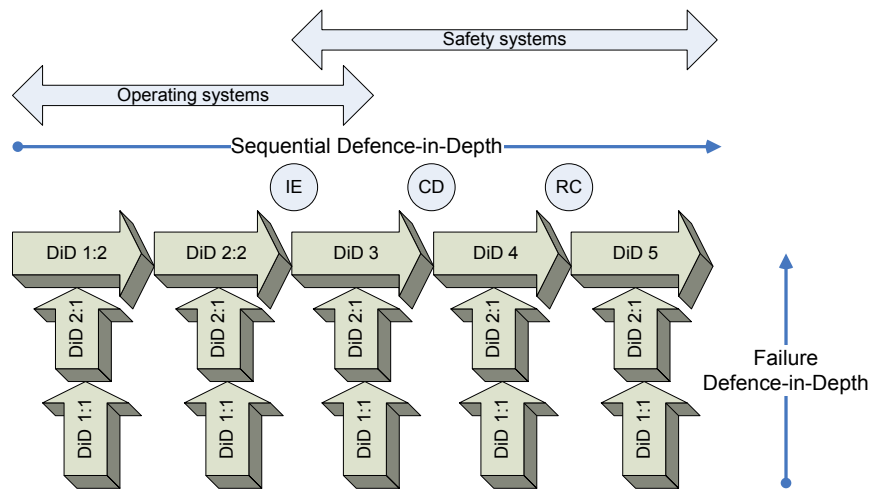 Safety systems
Operating systems
Sequential Defence-in-Depth
IE
CD
RC
DiD 1:2
DiD 2:2
DiD 3
DiD 4
DiD 5
DiD 2:1
DiD 2:1
DiD 2:1
DiD 2:1
DiD 2:1
Failure
Defence-in-Depth
DiD 1:1
DiD 1:1
DiD 1:1
DiD 1:1
DiD 1:1